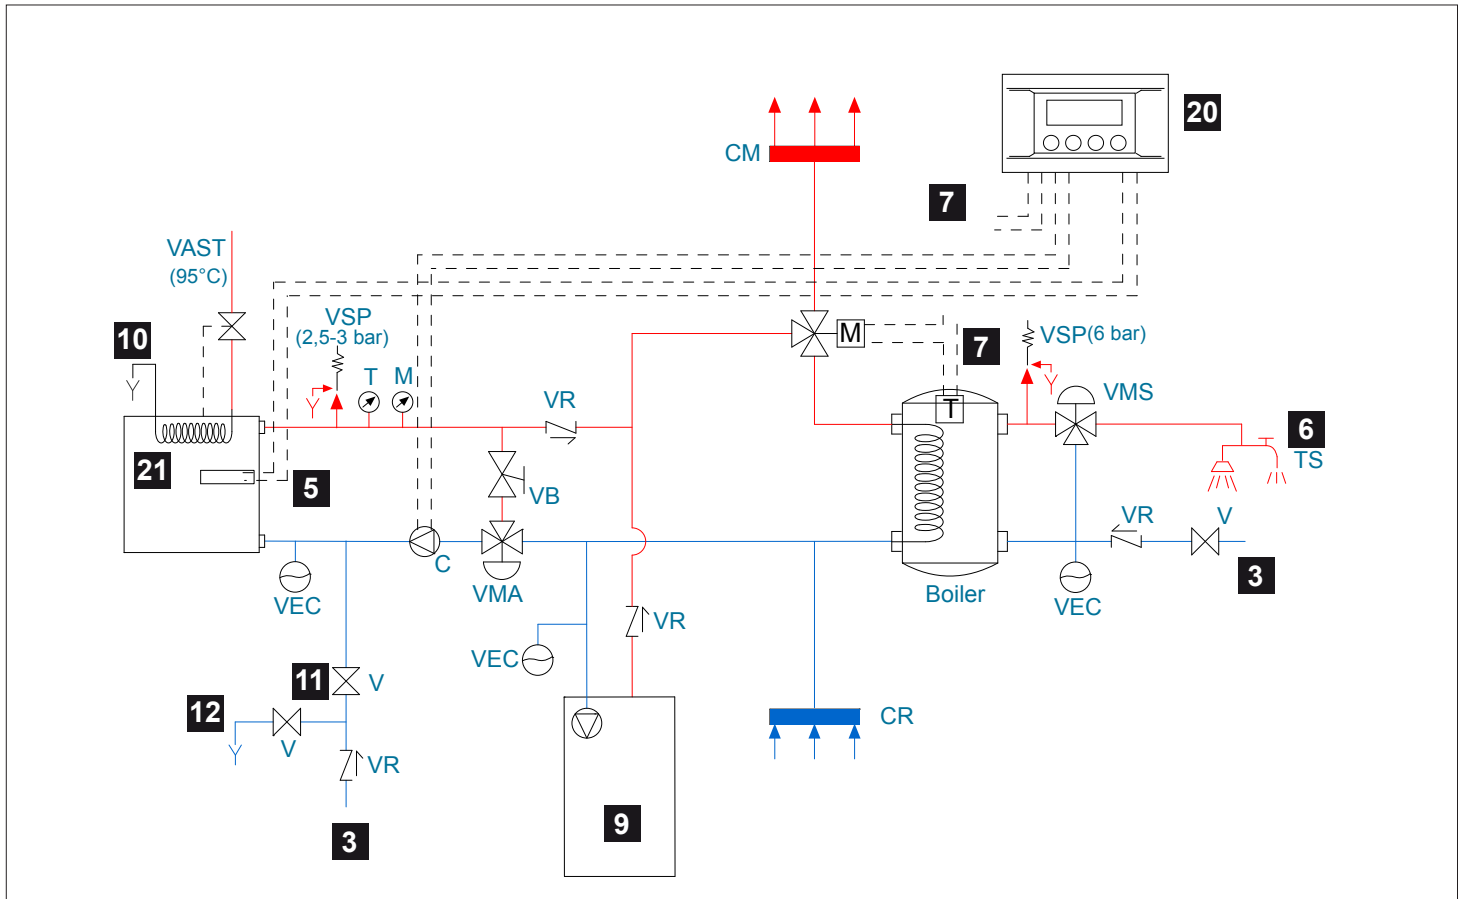 20
CM
7
VAST
(95°C)
VSP
(2,5-3 bar)
10
T
M
VR
M
7
VSP (6 bar)
VMS
T
6
TS
21
5
VB
VR
V
C
VMA
VEC
Boiler
VEC
3
VR
VEC
11
V
12
V
VR
CR
9
3